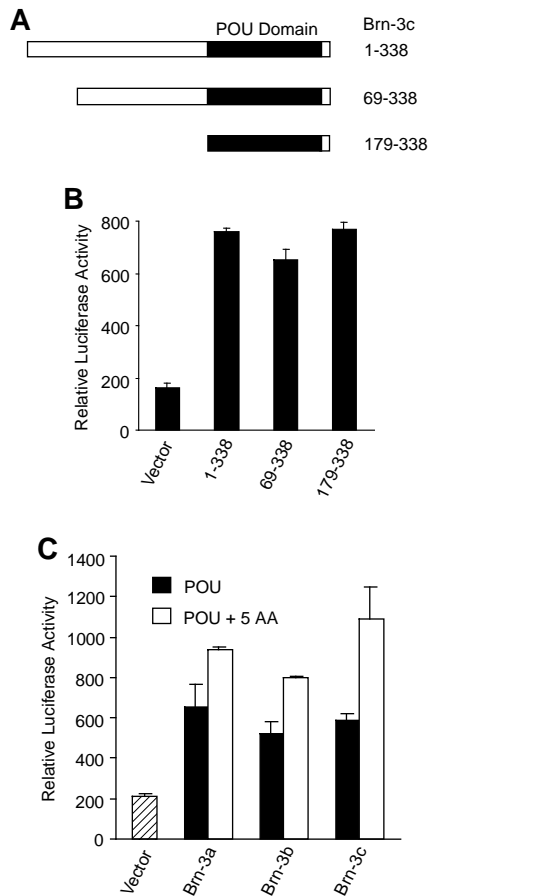 A
POU Domain
Brn-3c
1-338
69-338
179-338
B
Relative Luciferase Activity
800
600
400
200
0
Vector
1-338
69-338
179-338
C
Relative Luciferase Activity
1400
1200
1000
800
600
400
200
0
POU
POU + 5 AA
Vector
Brn-3a
Brn-3b
Brn-3c